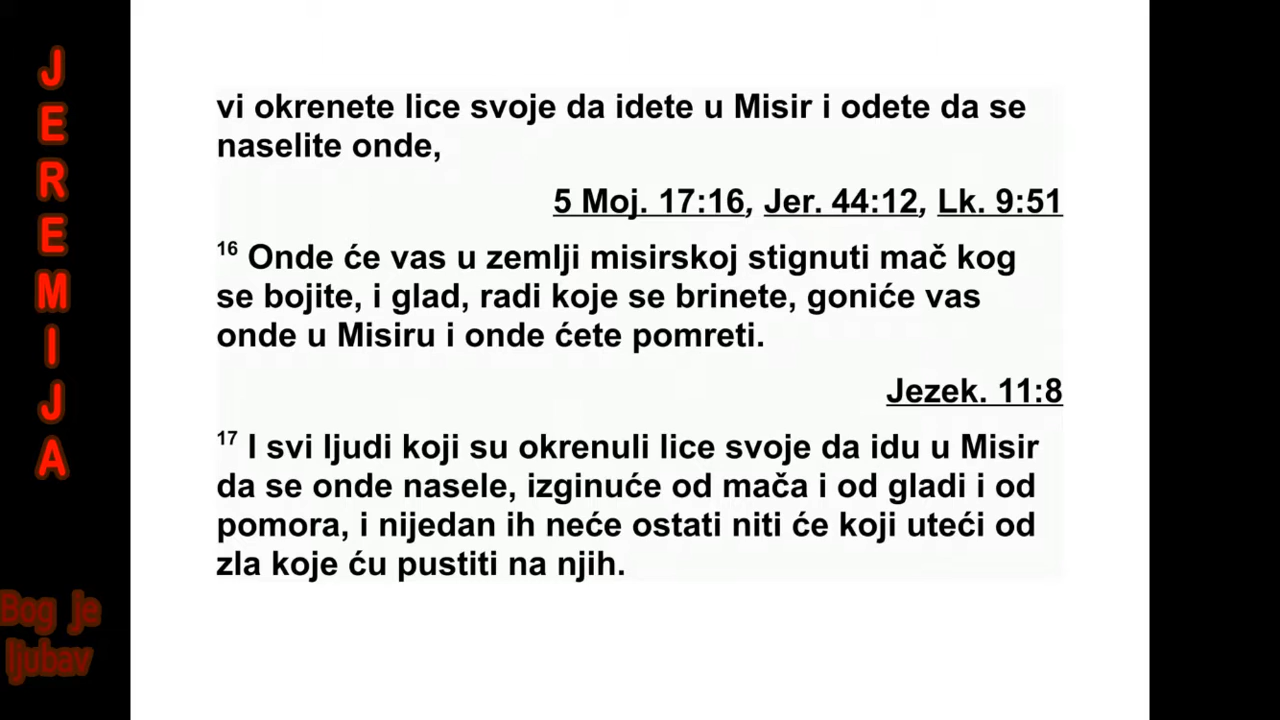 JEREMIJA
Bog je
ljubav
vi okrenete lice svoje da idete u Misir i odete da se
naselite onde,
5 Moj. 17:16, Jer. 44:12, Lk. 9:51
16 Onde će vas u zemlji misirskoj stignuti mač kog
se bojite, i glad, radi koje se brinete, goniće vas
onde u Misiru i onde ćete pomreti.
Jezek. 11:8
17 I svi ljudi koji su okrenuli lice svoje da idu u Misir
da se onde nasele, izginuće od mača i od gladi i od
pomora, i nijedan ih neće ostati niti će koji uteći od
zla koje ću pustiti na njih.